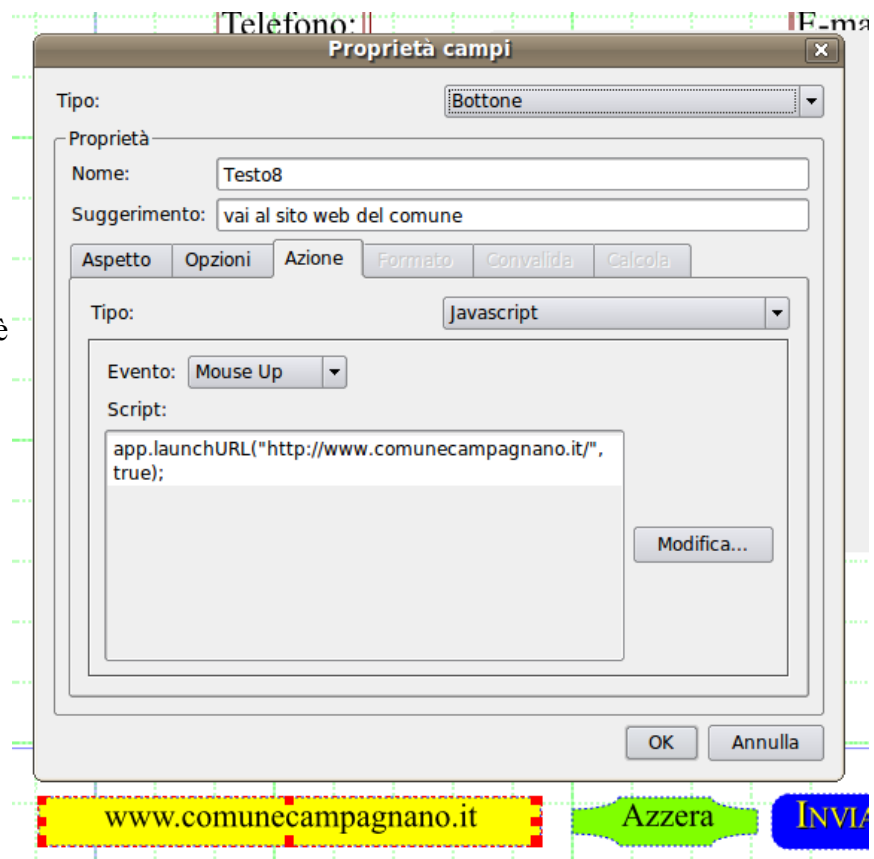 Telefono:
E-ma
Proprietà campi
Tipo:
Bottone
Proprietà
Nome:
Testo8
Suggerimento:
vai al sito web del comune
Aspetto
Opzioni
Azione
Formato
Convalida
Calcola
Tipo:
Javascript
è
Evento:
Mouse Up
Script:
app.launchURL("http://www.comunecampagnano.it/",
true);
Modifica...
OK
Annulla
www.comunecampagnano.it
Azzera
INVIA